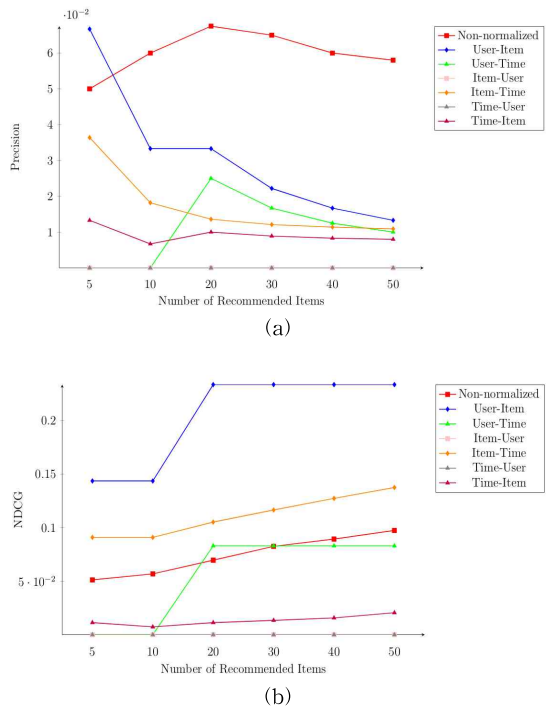 ·10⁻²
6
5
4
3
2
1
Precision
5 10 20 30 40 50
Number of Recommended Items
Non-normalized
User-Item
User-Time
Item-User
Item-Time
Time-User
Time-Item
(a)
0.2
0.15
0.1
5 · 10⁻²
NDCG
5 10 20 30 40 50
Number of Recommended Items
Non-normalized
User-Item
User-Time
Item-User
Item-Time
Time-User
Time-Item
(b)